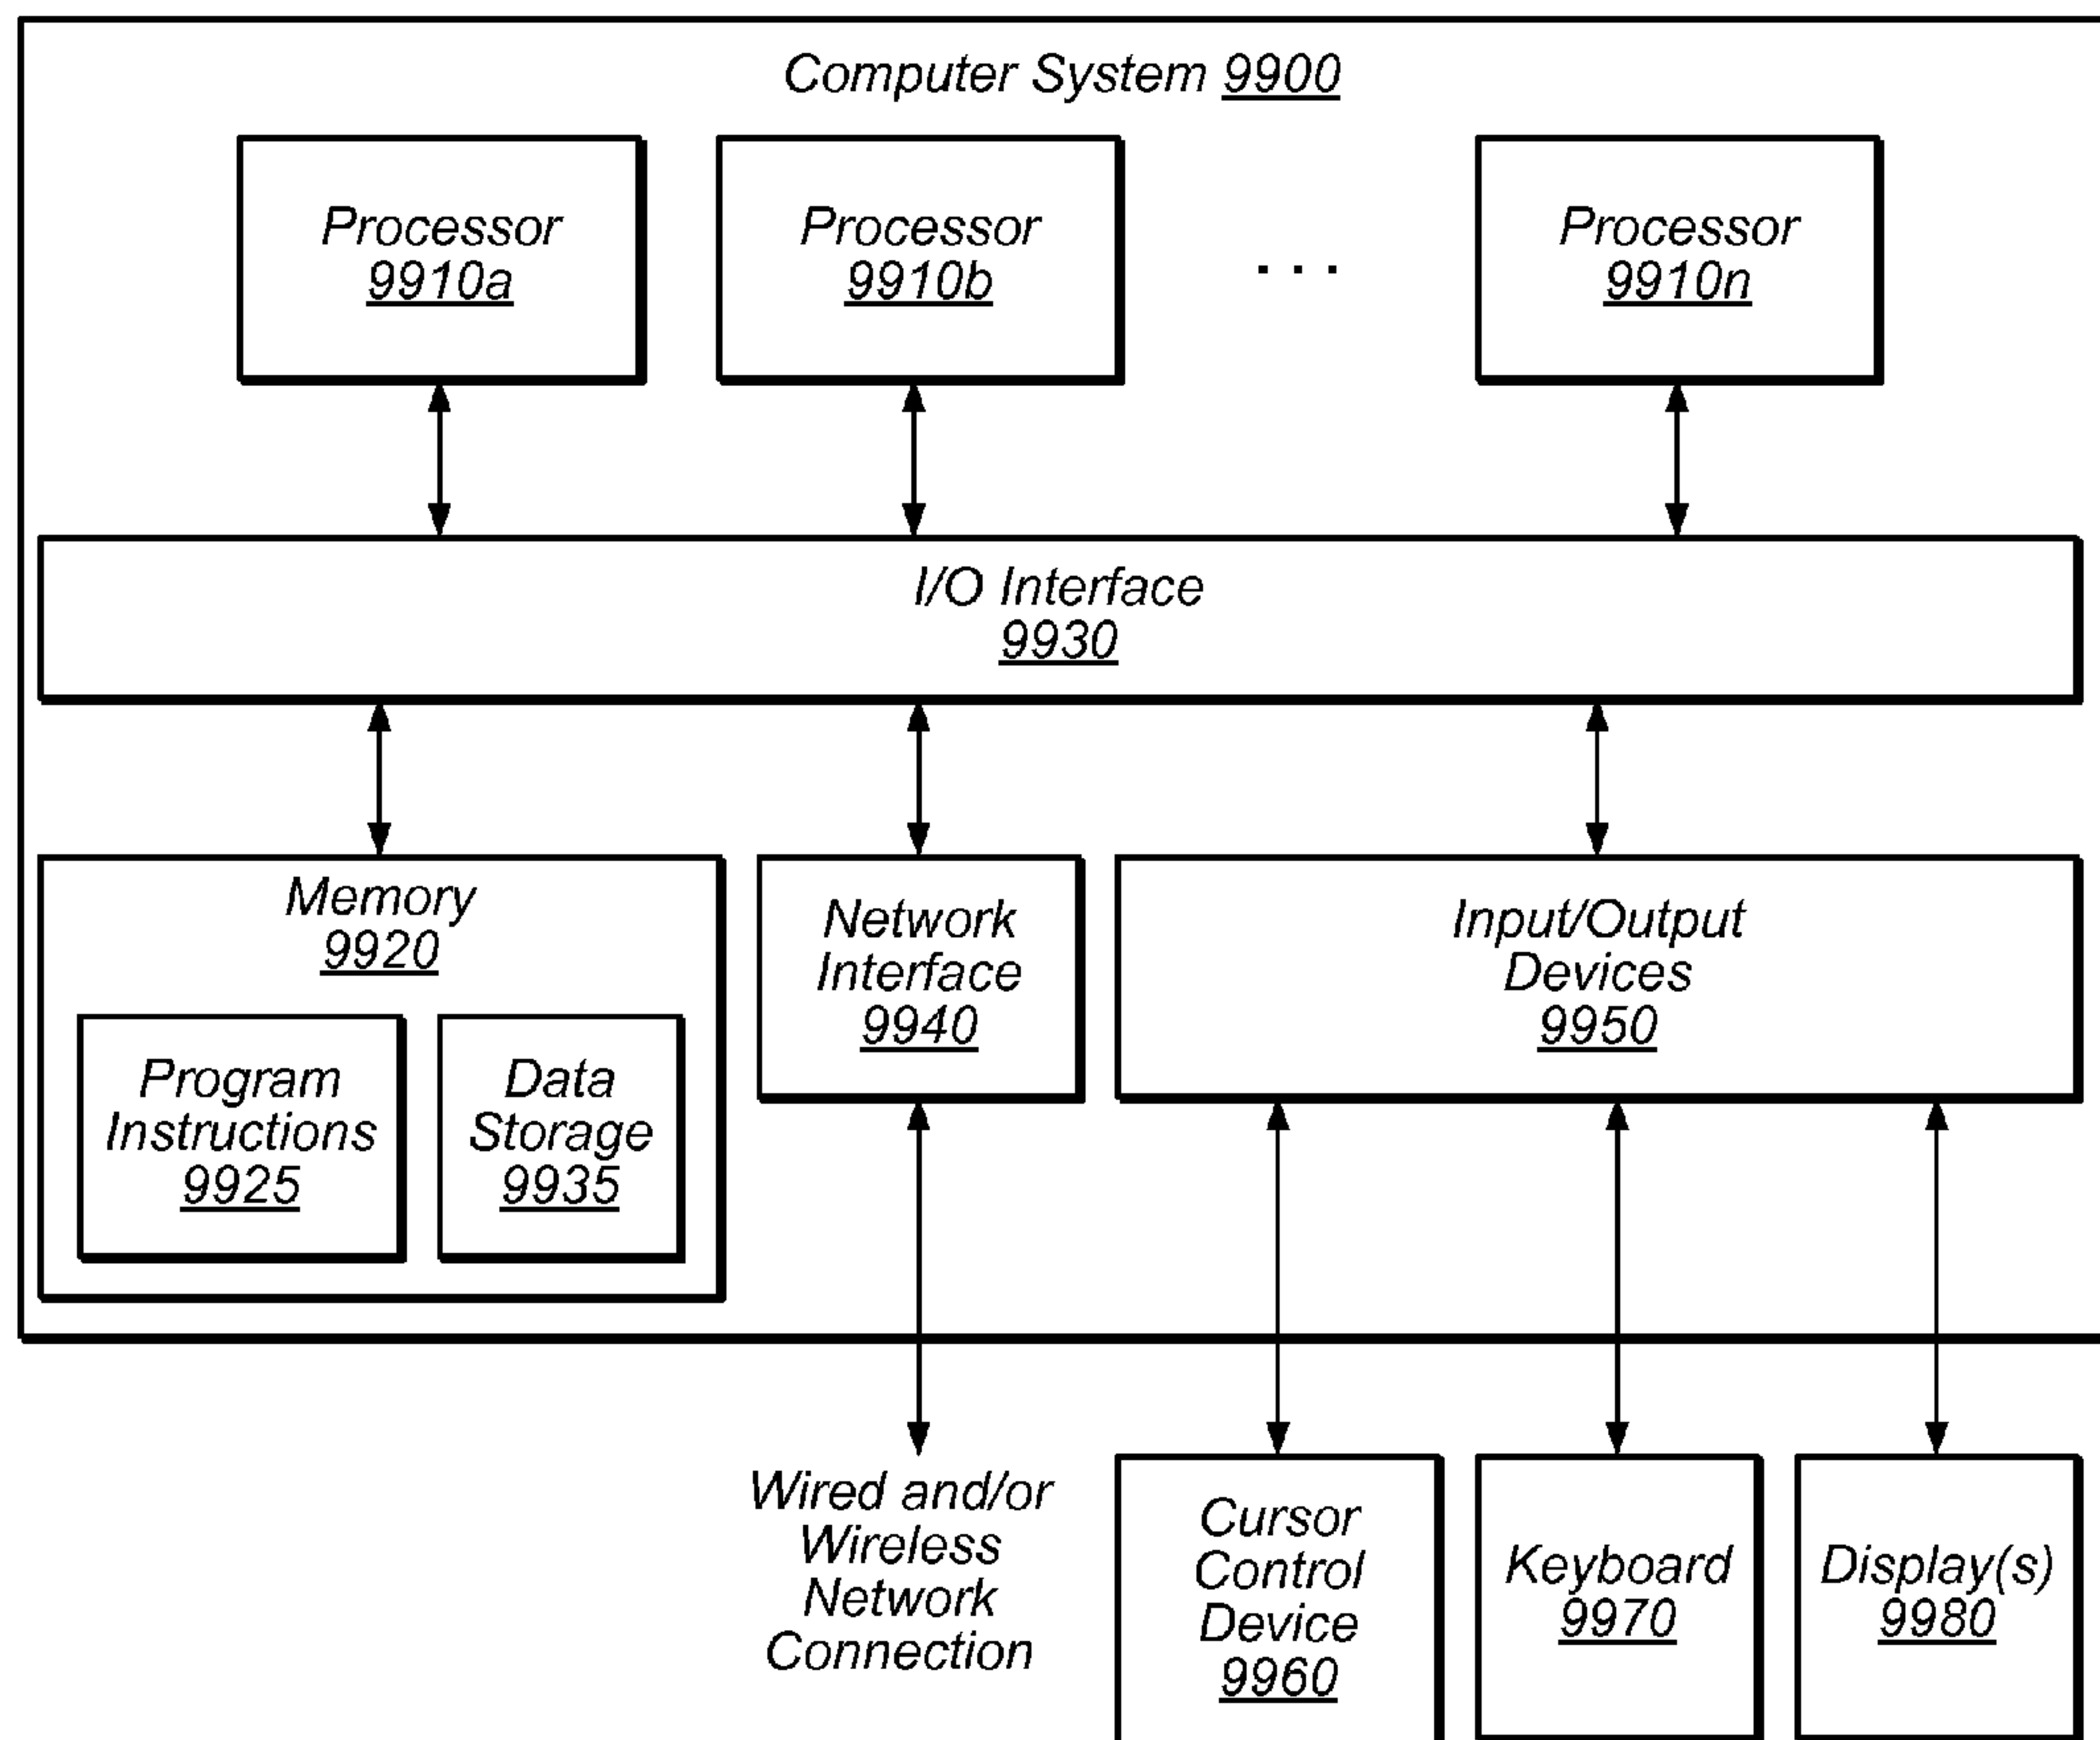 Computer System 9900
Processor
9910a
Processor
9910b
. . .
Processor
9910n
I/O Interface
9930
Memory
9920
Program
Instructions
9925
Data
Storage
9935
Network
Interface
9940
Input/Output
Devices
9950
Wired and/or
Wireless
Network
Connection
Cursor
Control
Device
9960
Keyboard
9970
Display(s)
9980